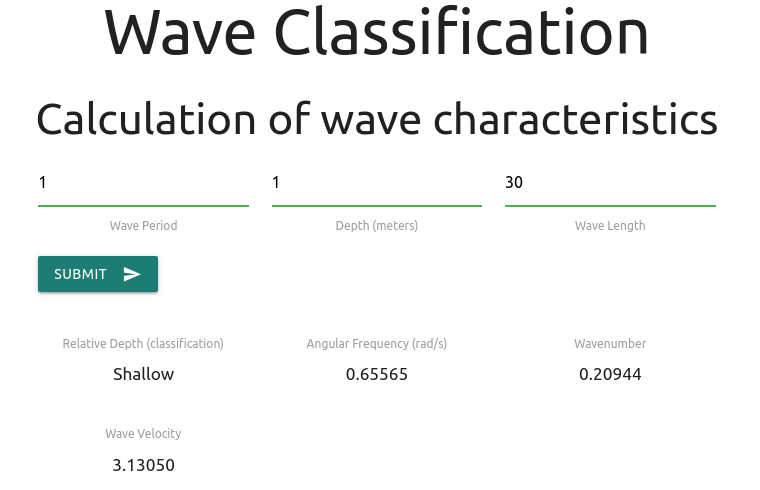 Wave Classification
Calculation of wave characteristics
1 1 30
Wave Period Depth (meters) Wave Length
SUBMIT
Relative Depth (classification) Angular Frequency (rad/s) Wavenumber
Shallow 0.65565 0.20944
Wave Velocity
3.13050